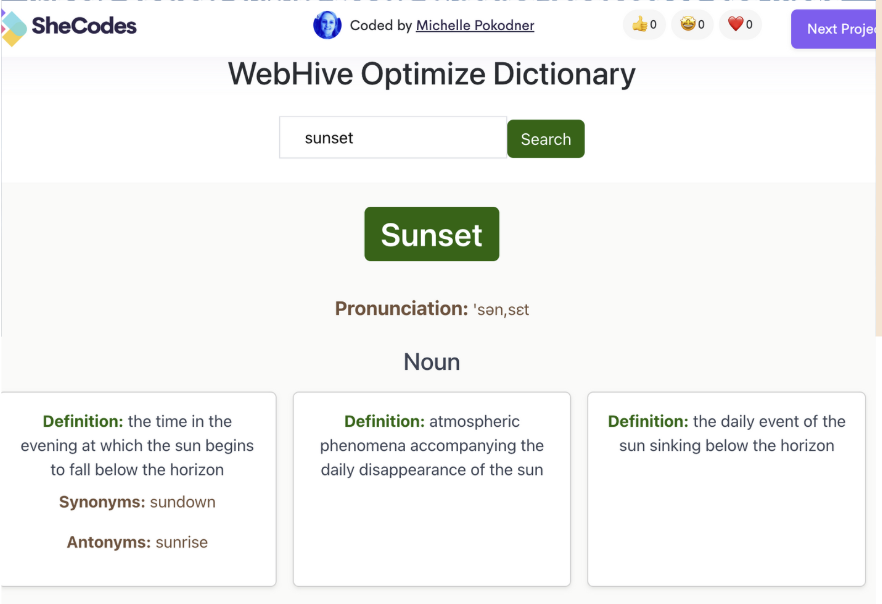 SheCodes
Coded by Michelle Pokodner
0
0
0
Next Proje
WebHive Optimize Dictionary
sunset
Search
Sunset
Pronunciation: 'sən,sɛt
Noun
Definition: the time in the
evening at which the sun begins
to fall below the horizon
Synonyms: sundown
Antonyms: sunrise
Definition: atmospheric
phenomena accompanying the
daily disappearance of the sun
Definition: the daily event of the
sun sinking below the horizon